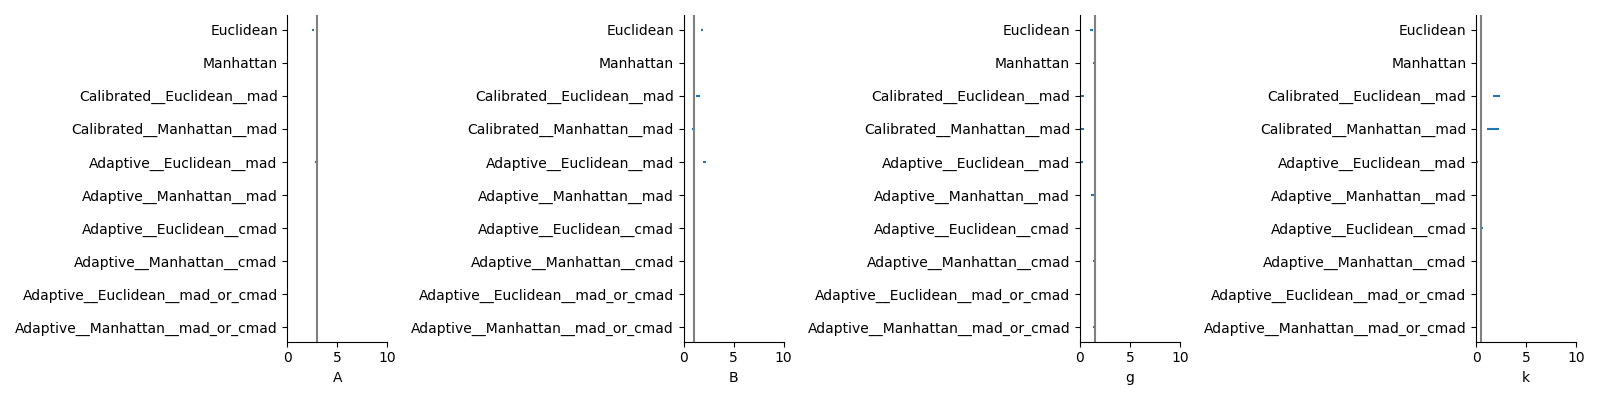 Euclidean
Manhattan
Calibrated__Euclidean__mad
Calibrated__Manhattan__mad
Adaptive__Euclidean__mad
Adaptive__Manhattan__mad
Adaptive__Euclidean__cmad
Adaptive__Manhattan__cmad
Adaptive__Euclidean__mad_or_cmad
Adaptive__Manhattan__mad_or_cmad
0 5 10
A
Euclidean
Manhattan
Calibrated__Euclidean__mad
Calibrated__Manhattan__mad
Adaptive__Euclidean__mad
Adaptive__Manhattan__mad
Adaptive__Euclidean__cmad
Adaptive__Manhattan__cmad
Adaptive__Euclidean__mad_or_cmad
Adaptive__Manhattan__mad_or_cmad
0 5 10
B
Euclidean
Manhattan
Calibrated__Euclidean__mad
Calibrated__Manhattan__mad
Adaptive__Euclidean__mad
Adaptive__Manhattan__mad
Adaptive__Euclidean__cmad
Adaptive__Manhattan__cmad
Adaptive__Euclidean__mad_or_cmad
Adaptive__Manhattan__mad_or_cmad
0 5 10
g
Euclidean
Manhattan
Calibrated__Euclidean__mad
Calibrated__Manhattan__mad
Adaptive__Euclidean__mad
Adaptive__Manhattan__mad
Adaptive__Euclidean__cmad
Adaptive__Manhattan__cmad
Adaptive__Euclidean__mad_or_cmad
Adaptive__Manhattan__mad_or_cmad
0 5 10
k